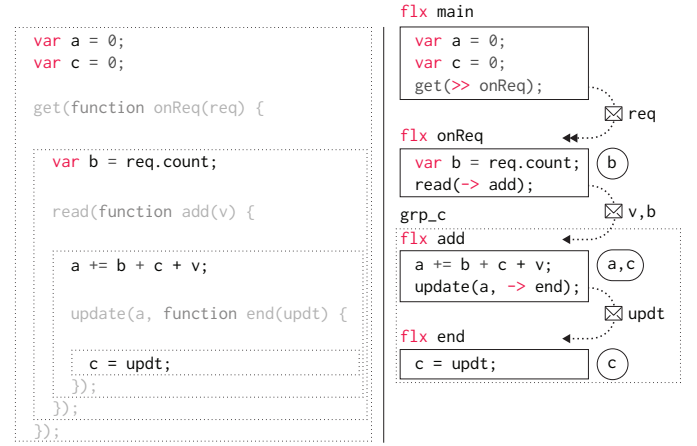 var a = 0;
var c = 0;
get(function onReq(req) {
var b = req.count;
read(function add(v) {
a += b + c + v;
update(a, function end(updt) {
c = updt;
});
});
});
flx main
var a = 0;
var c = 0;
get(>> onReq);
req
flx onReq
var b = req.count;
read(-> add);
b
v,b
grp_c
flx add
a += b + c + v;
update(a, -> end);
a,c
updt
flx end
c = updt;
c